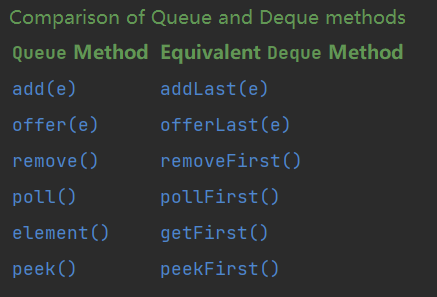 Comparison of Queue and Deque methods
Queue Method Equivalent Deque Method
add(e) addLast(e)
offer(e) offerLast(e)
remove() removeFirst()
poll() pollFirst()
element() getFirst()
peek() peekFirst()